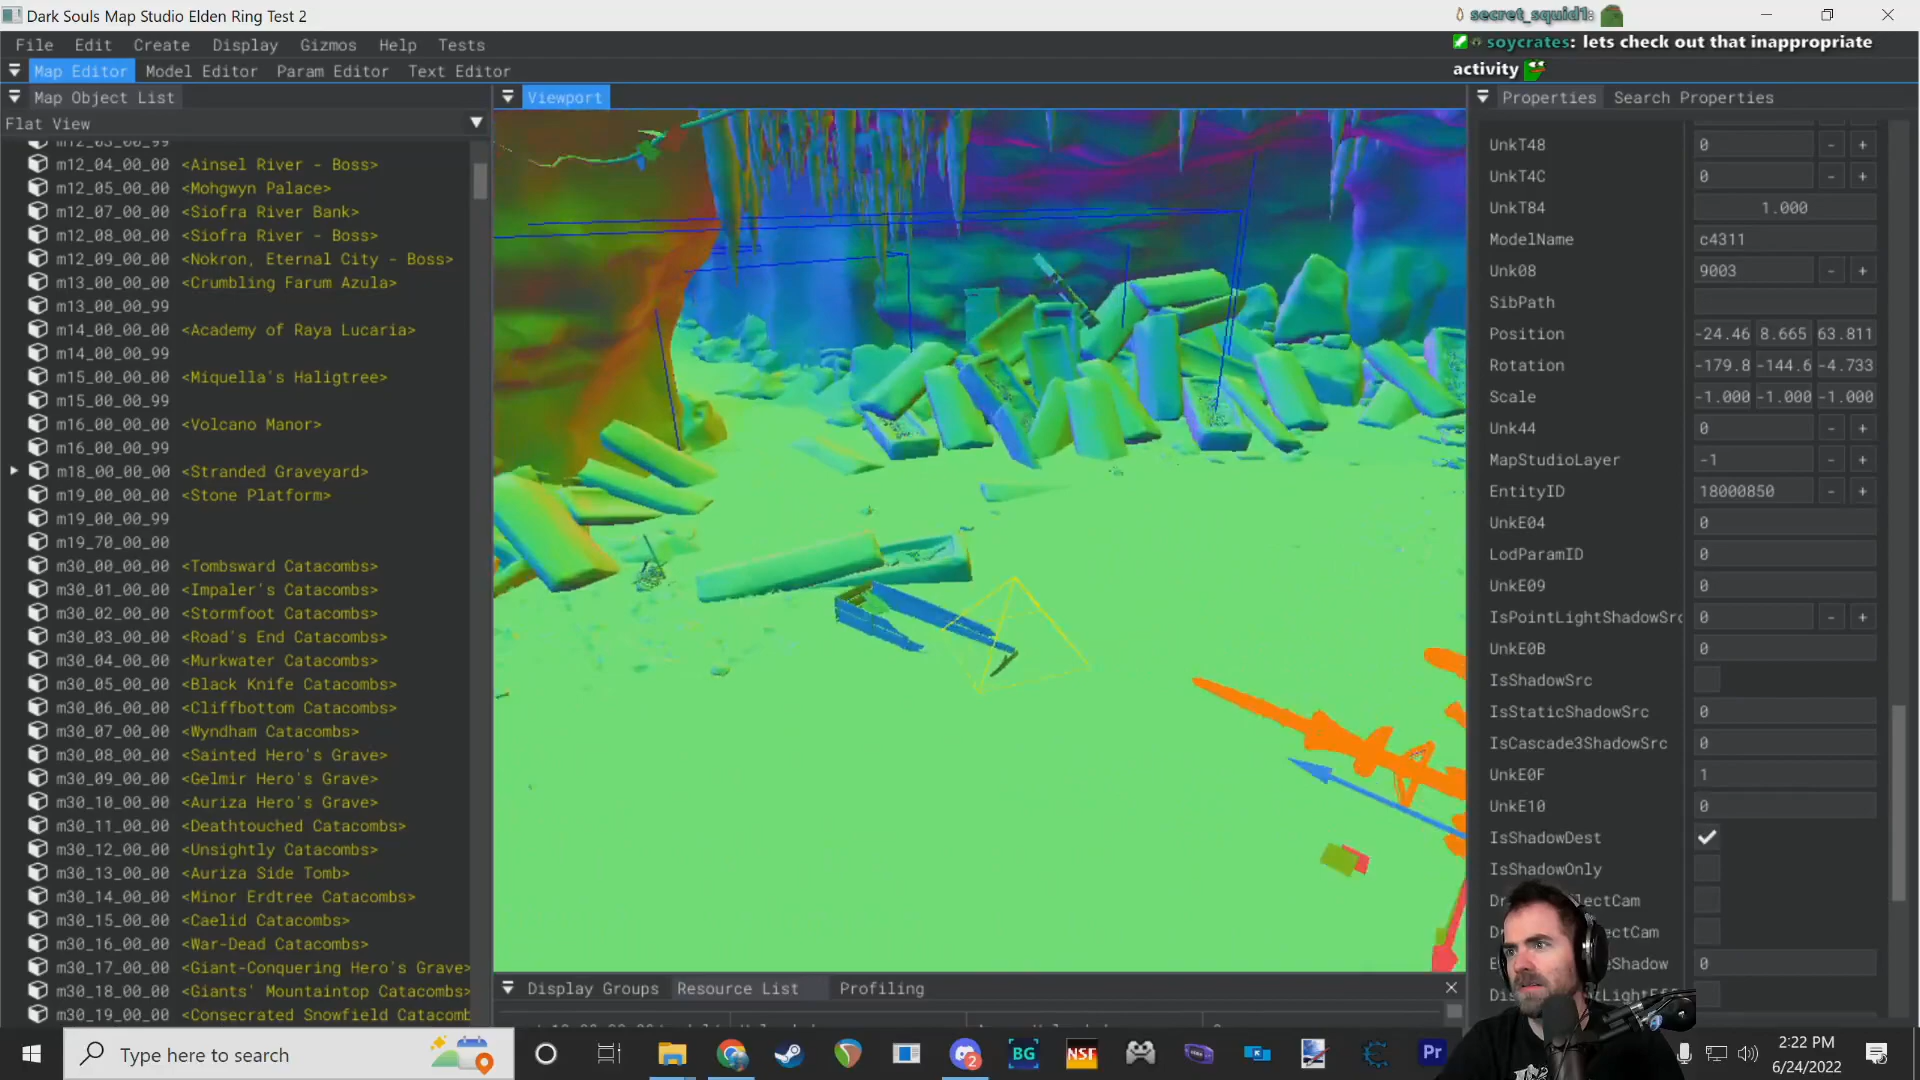 Dark Souls Map Studio Elden Ring Test 2
secret_squid1:
soycrates: lets check out that inappropriate
activity
File Edit Create Display Gizmos Help Tests
Map Editor Model Editor Param Editor Text Editor
Map Object List
Flat View
m12_03_00_99
m12_04_00_00 <Ainsel River - Boss>
m12_05_00_00 <Mohgwyn Palace>
m12_07_00_00 <Siofra River Bank>
m12_08_00_00 <Siofra River - Boss>
m12_09_00_00 <Nokron, Eternal City - Boss>
m13_00_00_00 <Crumbling Farum Azula>
m13_00_00_99
m14_00_00_00 <Academy of Raya Lucaria>
m14_00_00_99
m15_00_00_00 <Miquella's Haligtree>
m15_00_00_99
m16_00_00_00 <Volcano Manor>
m16_00_00_99
m18_00_00_00 <Stranded Graveyard>
m19_00_00_00 <Stone Platform>
m19_00_00_99
m19_70_00_00
m30_00_00_00 <Tombsward Catacombs>
m30_01_00_00 <Impaler's Catacombs>
m30_02_00_00 <Stormfoot Catacombs>
m30_03_00_00 <Road's End Catacombs>
m30_04_00_00 <Murkwater Catacombs>
m30_05_00_00 <Black Knife Catacombs>
m30_06_00_00 <Cliffbottom Catacombs>
m30_07_00_00 <Wyndham Catacombs>
m30_08_00_00 <Sainted Hero's Grave>
m30_09_00_00 <Gelmir Hero's Grave>
m30_10_00_00 <Auriza Hero's Grave>
m30_11_00_00 <Deathtouched Catacombs>
m30_12_00_00 <Unsightly Catacombs>
m30_13_00_00 <Auriza Side Tomb>
m30_14_00_00 <Minor Erdtree Catacombs>
m30_15_00_00 <Caelid Catacombs>
m30_16_00_00 <War-Dead Catacombs>
m30_17_00_00 <Giant-Conquering Hero's Grave>
m30_18_00_00 <Giants' Mountaintop Catacombs>
m30_19_00_00 <Consecrated Snowfield Catacomb
Viewport
Display Groups Resource List Profiling
Properties Search Properties
UnkT48 0 - +
UnkT4C 0 - +
UnkT84 1.000
ModelName c4311
Unk08 9003 - +
SibPath
Position -24.46 8.665 63.811
Rotation -179.8 -144.6 -4.733
Scale -1.000 -1.000 -1.000
Unk44 0 - +
MapStudioLayer -1 - +
EntityID 18000850 - +
UnkE04 0
LodParamID 0
UnkE09 0
IsPointLightShadowSrc 0 - +
UnkE0B 0
IsShadowSrc
IsStaticShadowSrc 0
IsCascade3ShadowSrc 0
UnkE0F 1
UnkE10 0
IsShadowDest
IsShadowOnly
lectCam
ectCam
eShadow 0
Type here to search
2
BG
NSF
Pr
2:22 PM
6/24/2022